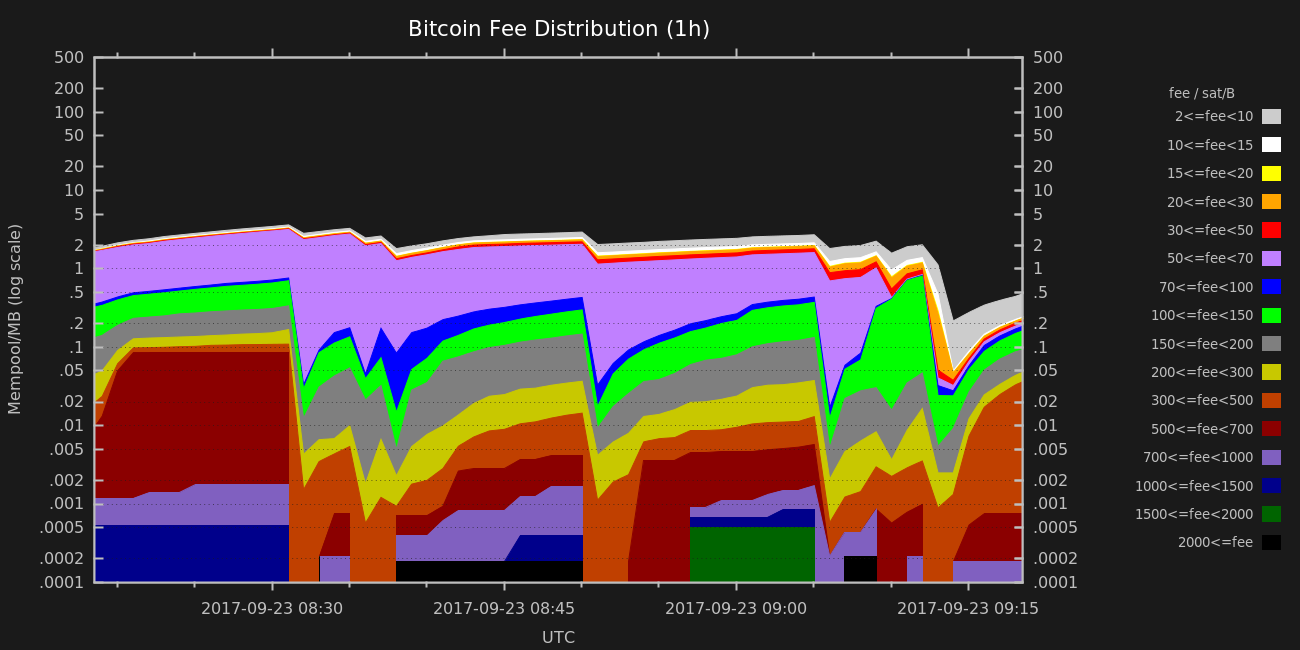 Bitcoin Fee Distribution (1h)
500
200
100
50
20
10
5
2
1
.5
.2
.1
.05
.02
.01
.005
.002
.001
.0005
.0002
.0001
Mempool/MB (log scale)
500
200
100
50
20
10
5
2
1
.5
.2
.1
.05
.02
.01
.005
.002
.001
.0005
.0002
.0001
2017-09-23 08:30
2017-09-23 08:45
2017-09-23 09:00
2017-09-23 09:15
UTC
fee / sat/B
2<=fee<10
10<=fee<15
15<=fee<20
20<=fee<30
30<=fee<50
50<=fee<70
70<=fee<100
100<=fee<150
150<=fee<200
200<=fee<300
300<=fee<500
500<=fee<700
700<=fee<1000
1000<=fee<1500
1500<=fee<2000
2000<=fee